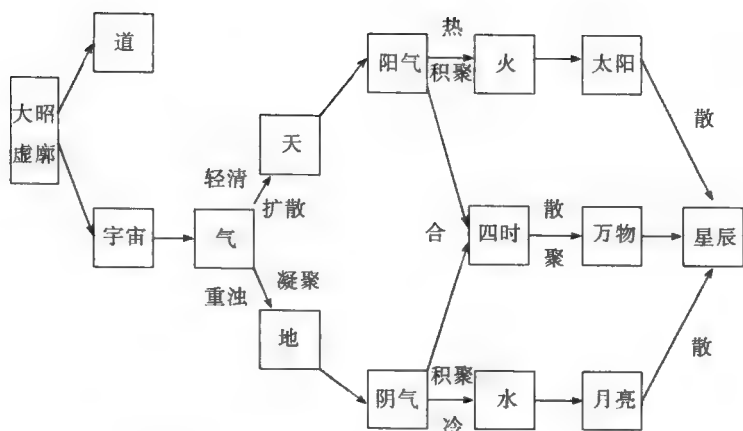 热
道
阳气
积聚
火
太阳
大昭
虚廓
散
天
轻清
扩散
宇宙
气
合
四时
散
聚
万物
星辰
凝聚
重浊
地
散
阴气
积聚
冷
水
月亮